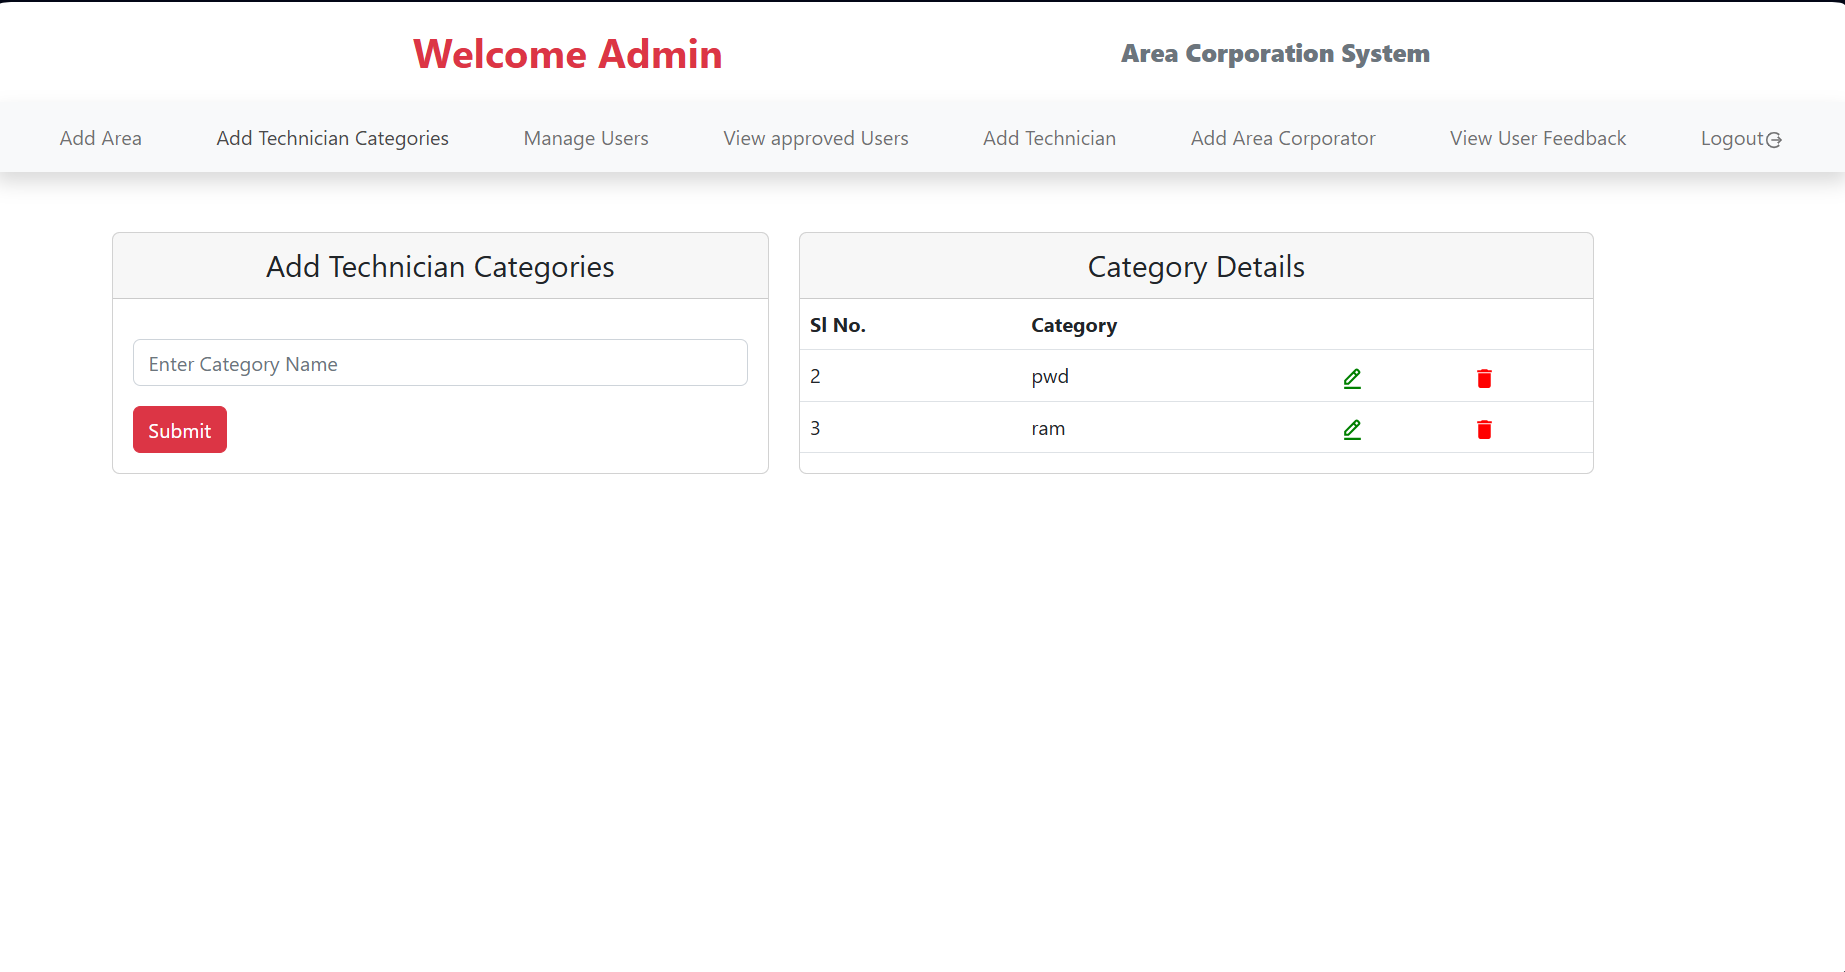 Welcome Admin
Area Corporation System
Add Area Add Technician Categories Manage Users View approved Users Add Technician Add Area Corporator View User Feedback Logout
Add Technician Categories
Enter Category Name
Submit
Category Details
Sl No. Category
2 pwd
3 ram